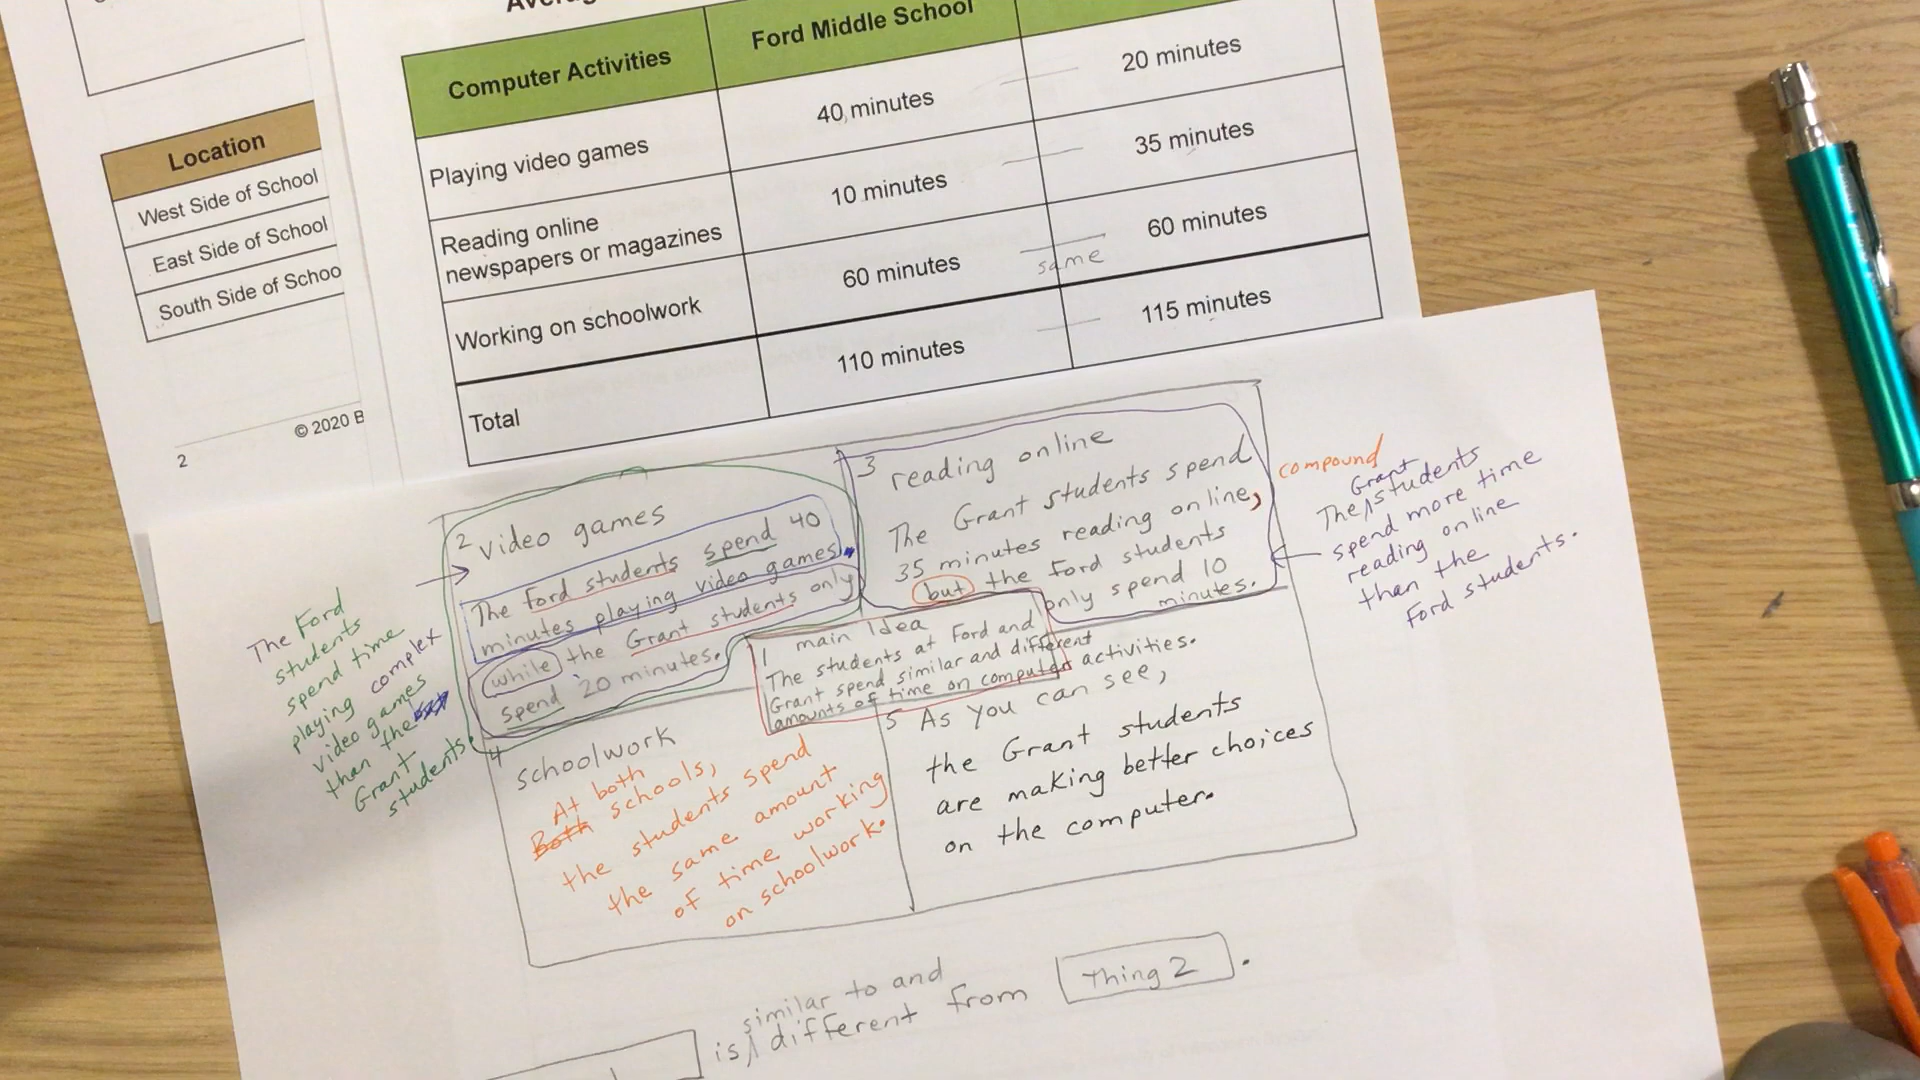 Location
West Side of School
East Side of School
South Side of Schoo
2
© 2020 B
Computer Activities
Ford Middle School
Playing video games
40 minutes
20 minutes
Reading online
newspapers or magazines
10 minutes
35 minutes
Working on schoolwork
60 minutes
same
60 minutes
Total
110 minutes
115 minutes
The Ford
students
spend time
playing complex
video games
than the
Grant
students.
2 video games
The Ford students spend 40
minutes playing video games.
while the Grant students only
spend 20 minutes.
3 reading online
The Grant students spend
35 minutes reading online,
but the Ford students
only spend 10
minutes.
compound
Grant
The students
spend more time
reading online
than the
Ford students.
1 main Idea
The students at Ford and
Grant spend similar and different
amounts of time on computer activities.
4 schoolwork
At both
Both schools,
the students spend
the same amount
of time working
on schoolwork.
5 As you can see,
the Grant students
are making better choices
on the computer.
similar to and
is different from Thing 2.